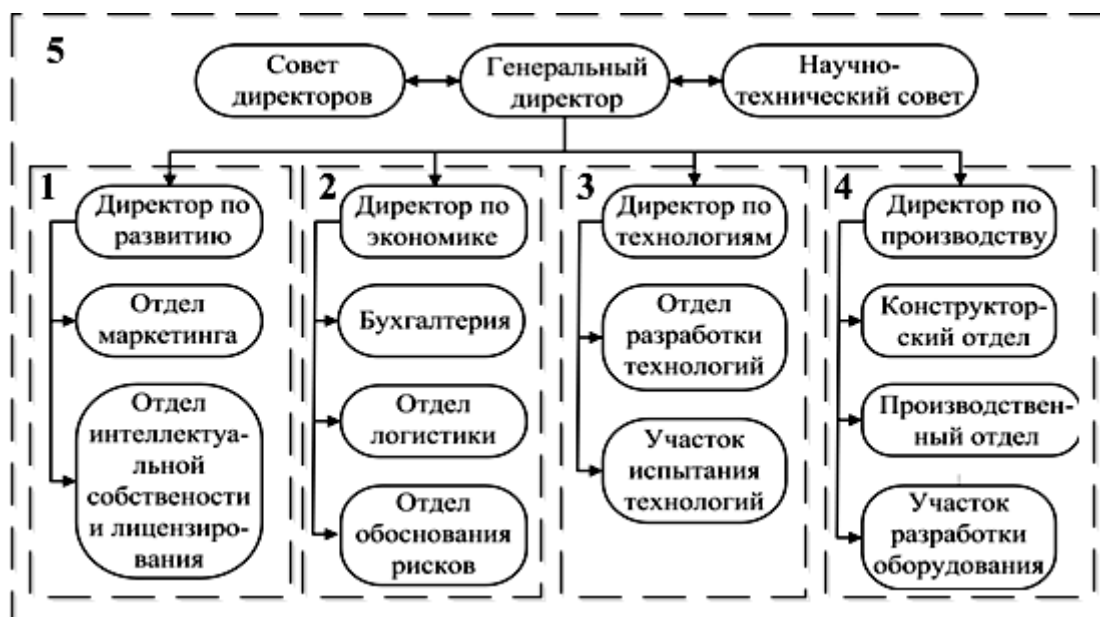 5
Совет
директоров
Генеральный
директор
Научно-
технический совет
1
Директор по
развитию
Отдел
маркетинга
Отдел
интеллектуа-
альной
собствености
и лицензиро-
вания
2
Директор по
экономике
Бухгалтерия
Отдел
логистики
Отдел
обоснования
рисков
3
Директор по
технологиям
Отдел
разработки
технологий
Участок
испытания
технологий
4
Директор по
производству
Конструктор-
ский отдел
Производствен-
ный отдел
Участок
разработки
оборудования